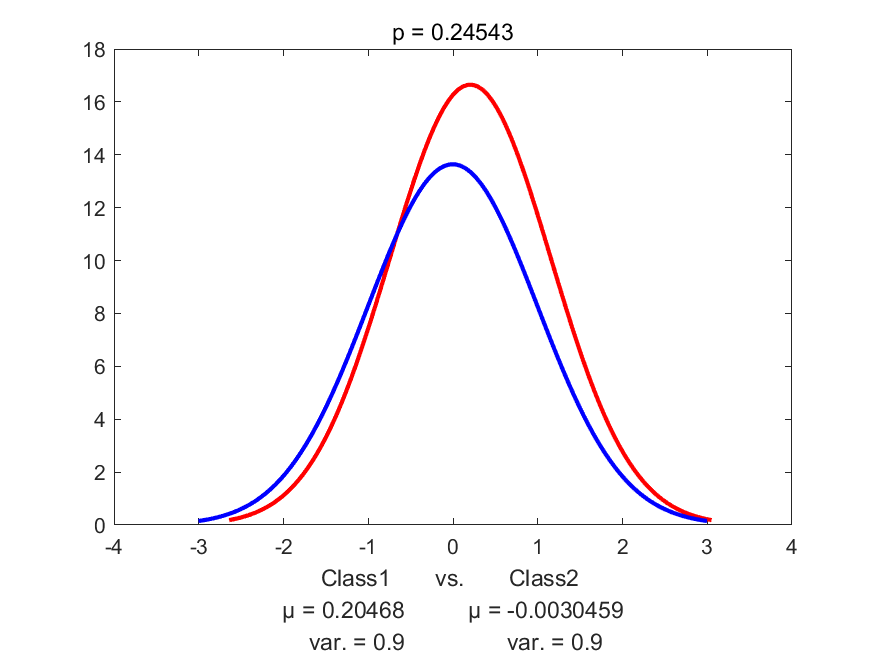 p = 0.24543
18
16
14
12
10
8
6
4
2
0
-4 -3 -2 -1 0 1 2 3 4
Class1 vs. Class2
μ = 0.20468 μ = -0.0030459
var. = 0.9 var. = 0.9